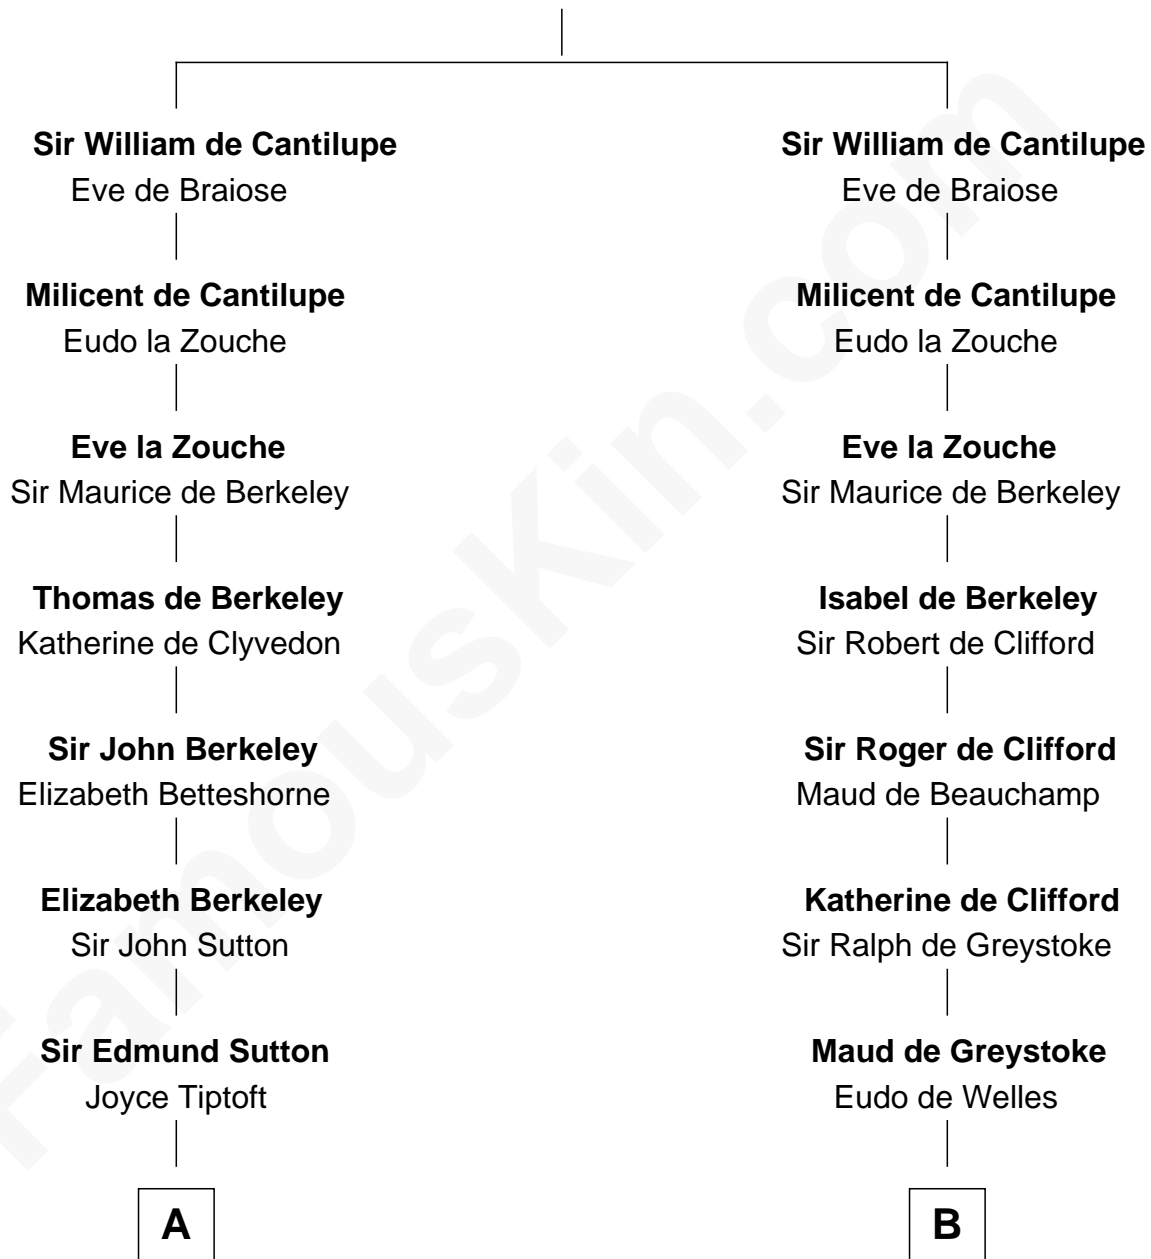 Sir William de Cantilupe
Eve de Braiose
Milicent de Cantilupe
Eudo la Zouche
Eve la Zouche
Sir Maurice de Berkeley
Thomas de Berkeley
Katherine de Clyvedon
Sir John Berkeley
Elizabeth Betteshorne
Elizabeth Berkeley
Sir John Sutton
Sir Edmund Sutton
Joyce Tiptoft
A
Sir William de Cantilupe
Eve de Braiose
Milicent de Cantilupe
Eudo la Zouche
Eve la Zouche
Sir Maurice de Berkeley
Isabel de Berkeley
Sir Robert de Clifford
Sir Roger de Clifford
Maud de Beauchamp
Katherine de Clifford
Sir Ralph de Greystoke
Maud de Greystoke
Eudo de Welles
B
FamousKin.com